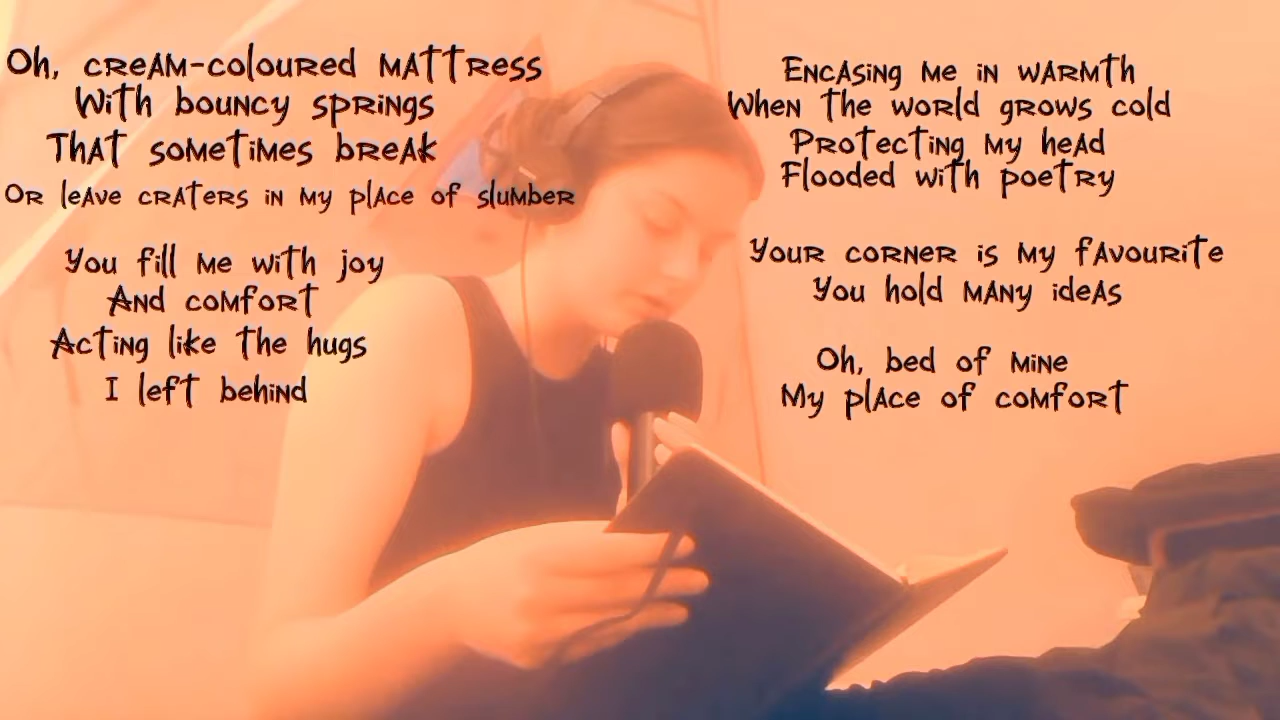 Oh, cream-coloured mattress
With bouncy springs
That sometimes break
Or leave craters in my place of slumber
You fill me with joy
And comfort
Acting like the hugs
I left behind
Encasing me in warmth
When the world grows cold
Protecting my head
Flooded with poetry
Your corner is my favourite
You hold many ideas
Oh, bed of mine
My place of comfort